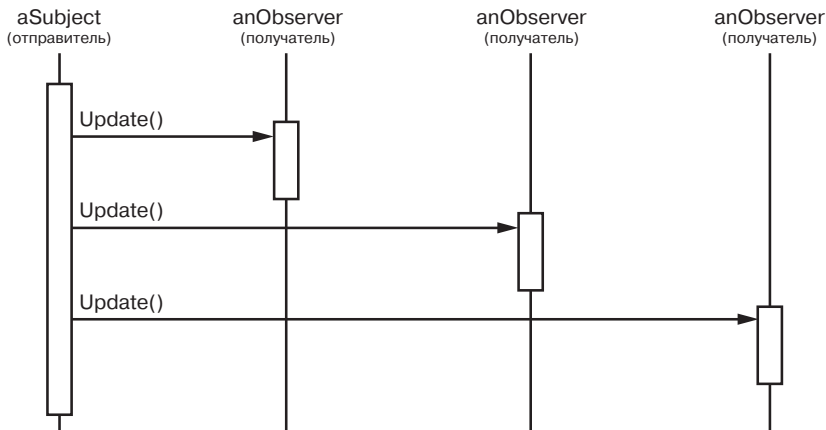 aSubject
(отправитель)
anObserver
(получатель)
anObserver
(получатель)
anObserver
(получатель)
Update()
Update()
Update()